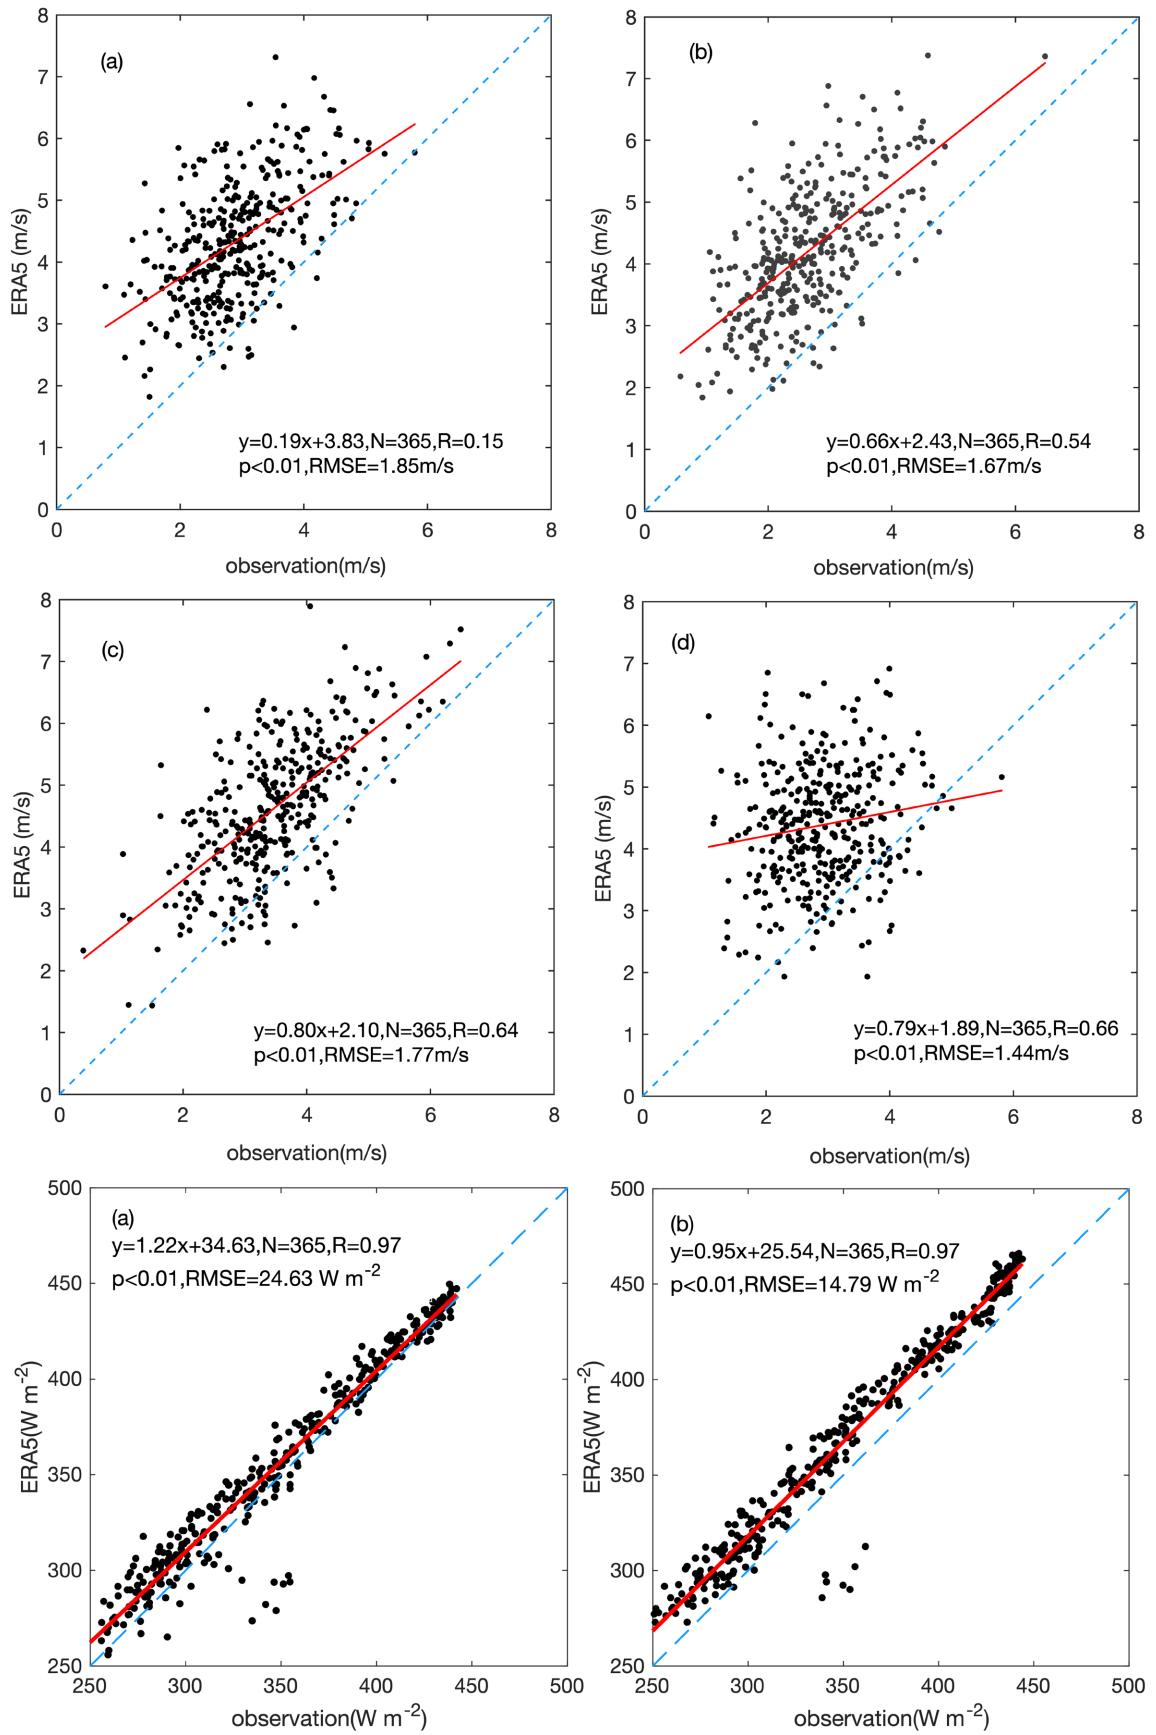 8
7
6
5
4
3
2
1
0
ERA5 (m/s)
(a)
y=0.19x+3.83,N=365,R=0.15
p<0.01,RMSE=1.85m/s
0 2 4 6 8
observation(m/s)
8
7
6
5
4
3
2
1
0
ERA5 (m/s)
(b)
y=0.66x+2.43,N=365,R=0.54
p<0.01,RMSE=1.67m/s
0 2 4 6 8
observation(m/s)
8
7
6
5
4
3
2
1
0
ERA5 (m/s)
(c)
y=0.80x+2.10,N=365,R=0.64
p<0.01,RMSE=1.77m/s
0 2 4 6 8
observation(m/s)
8
7
6
5
4
3
2
1
0
ERA5 (m/s)
(d)
y=0.79x+1.89,N=365,R=0.66
p<0.01,RMSE=1.44m/s
0 2 4 6 8
observation(m/s)
500
450
400
350
300
250
ERA5(W m-2)
(a)
y=1.22x+34.63,N=365,R=0.97
p<0.01,RMSE=24.63 W m-2
250 300 350 400 450 500
observation(W m-2)
500
450
400
350
300
250
ERA5(W m-2)
(b)
y=0.95x+25.54,N=365,R=0.97
p<0.01,RMSE=14.79 W m-2
250 300 350 400 450 500
observation(W m-2)